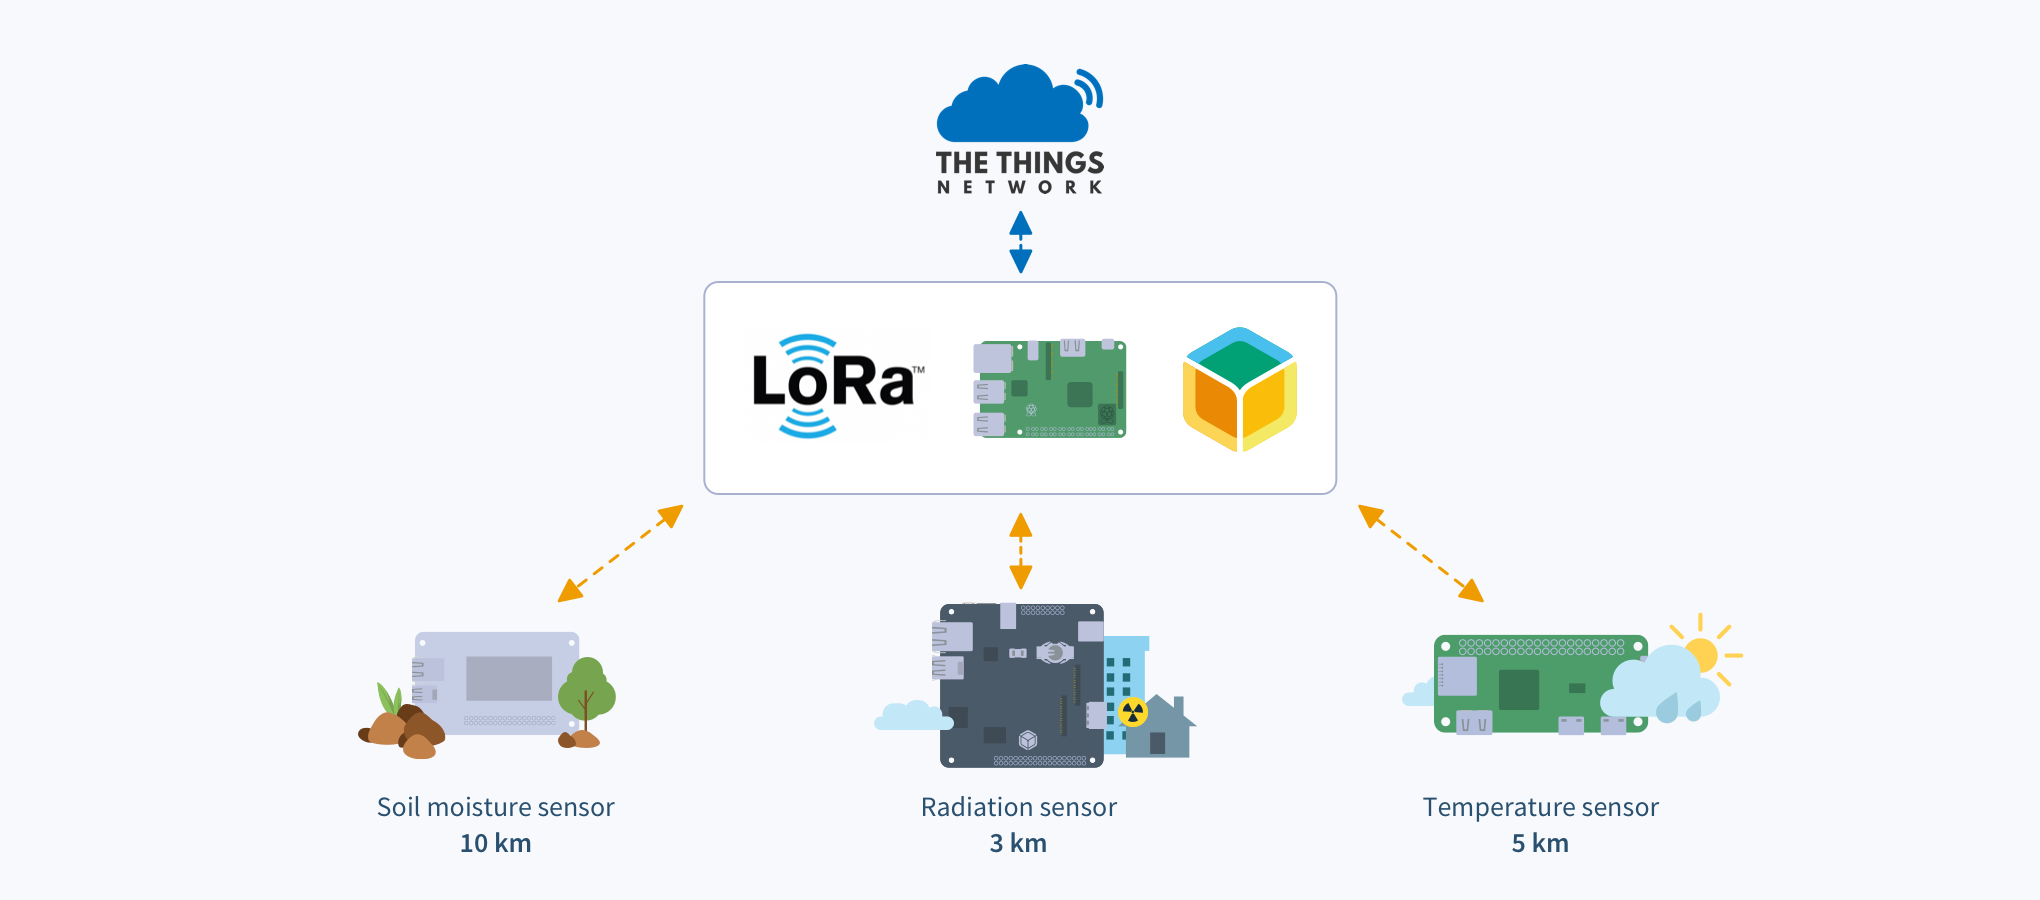 THE THINGS
NETWORK
LoRa™
Soil moisture sensor
10 km
Radiation sensor
3 km
Temperature sensor
5 km